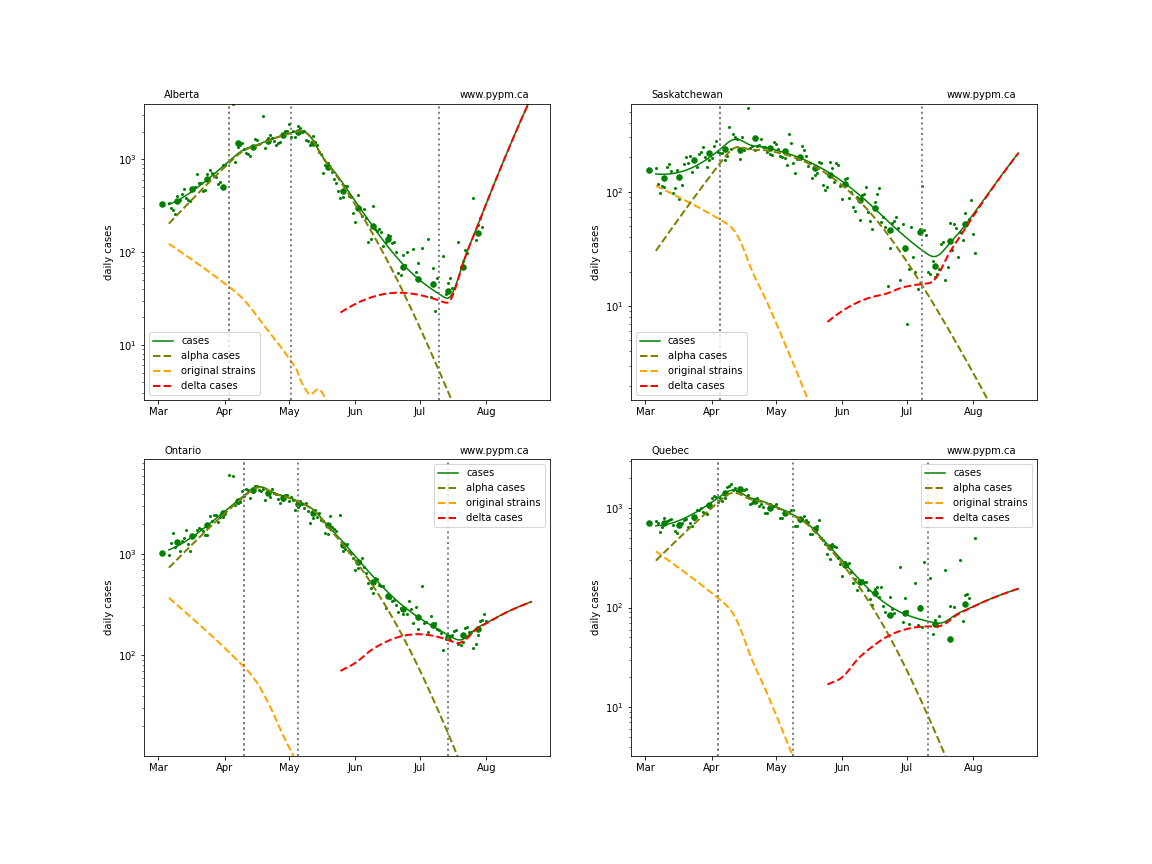 Alberta www.pypm.ca
daily cases
10³
10²
10¹
cases
alpha cases
original strains
delta cases
Mar Apr May Jun Jul Aug
Saskatchewan www.pypm.ca
daily cases
10²
10¹
cases
alpha cases
original strains
delta cases
Mar Apr May Jun Jul Aug
Ontario www.pypm.ca
daily cases
10³
10²
cases
alpha cases
original strains
delta cases
Mar Apr May Jun Jul Aug
Quebec www.pypm.ca
daily cases
10³
10²
10¹
cases
alpha cases
original strains
delta cases
Mar Apr May Jun Jul Aug